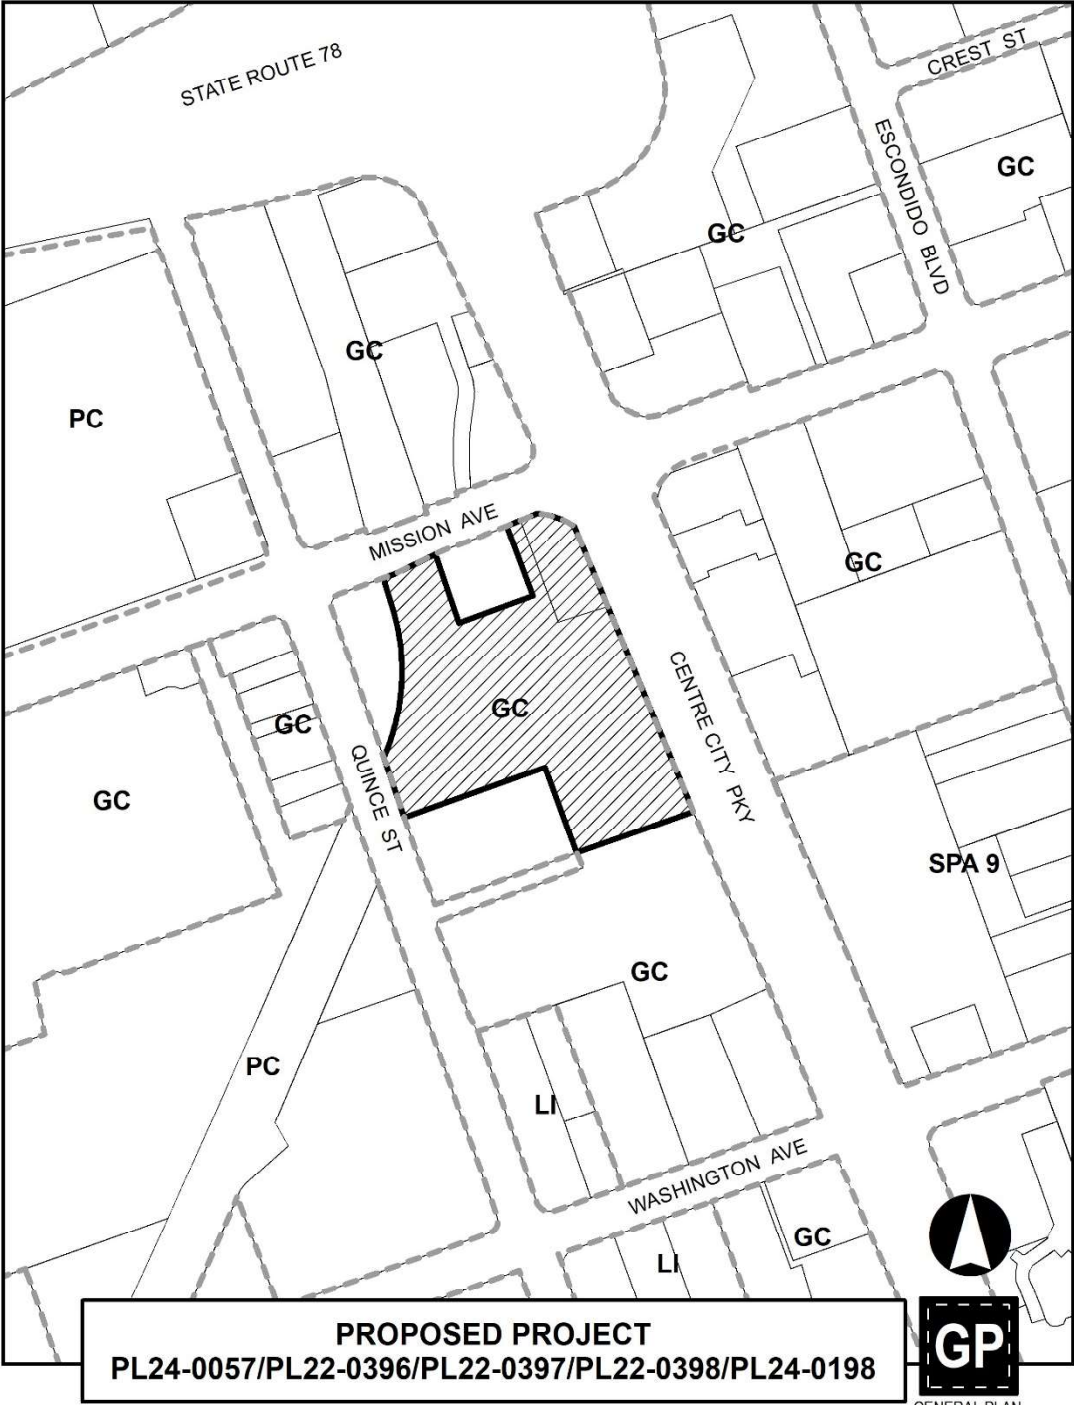 STATE ROUTE 78
CREST ST
ESCONDIDO BLVD
GC
GC
GC
PC
MISSION AVE
GC
CENTRE CITY PKY
GC
GC
QUINCE ST
GC
SPA 9
GC
PC
LI
WASHINGTON AVE
GC
LI
PROPOSED PROJECT
PL24-0057/PL22-0396/PL22-0397/PL22-0398/PL24-0198
GP
GENERAL PLAN